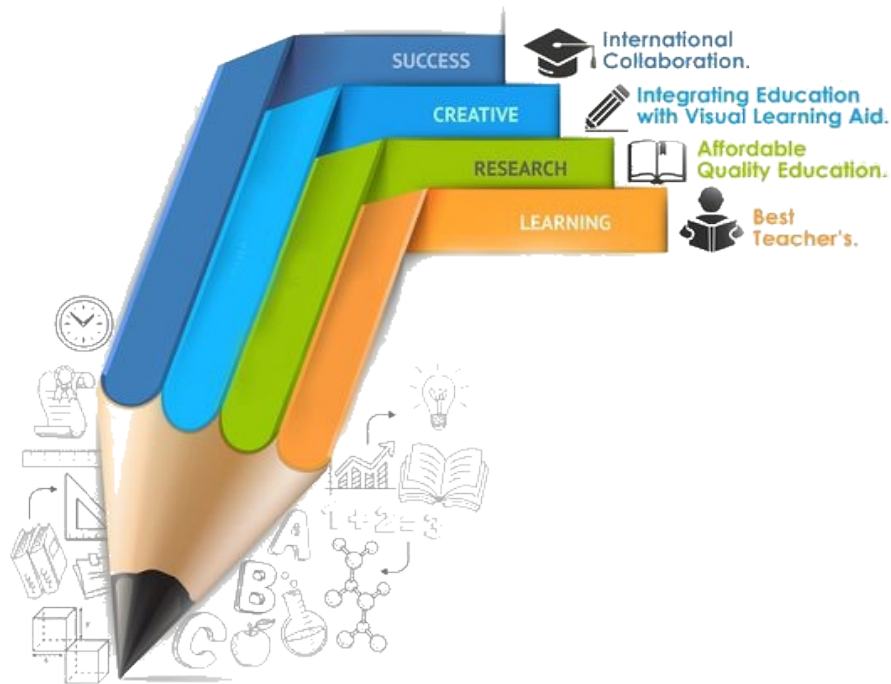 SUCCESS
International
Collaboration.
CREATIVE
Integrating Education
with Visual Learning Aid.
RESEARCH
Affordable
Quality Education.
LEARNING
Best
Teacher's.
1+2=3
A
B
C